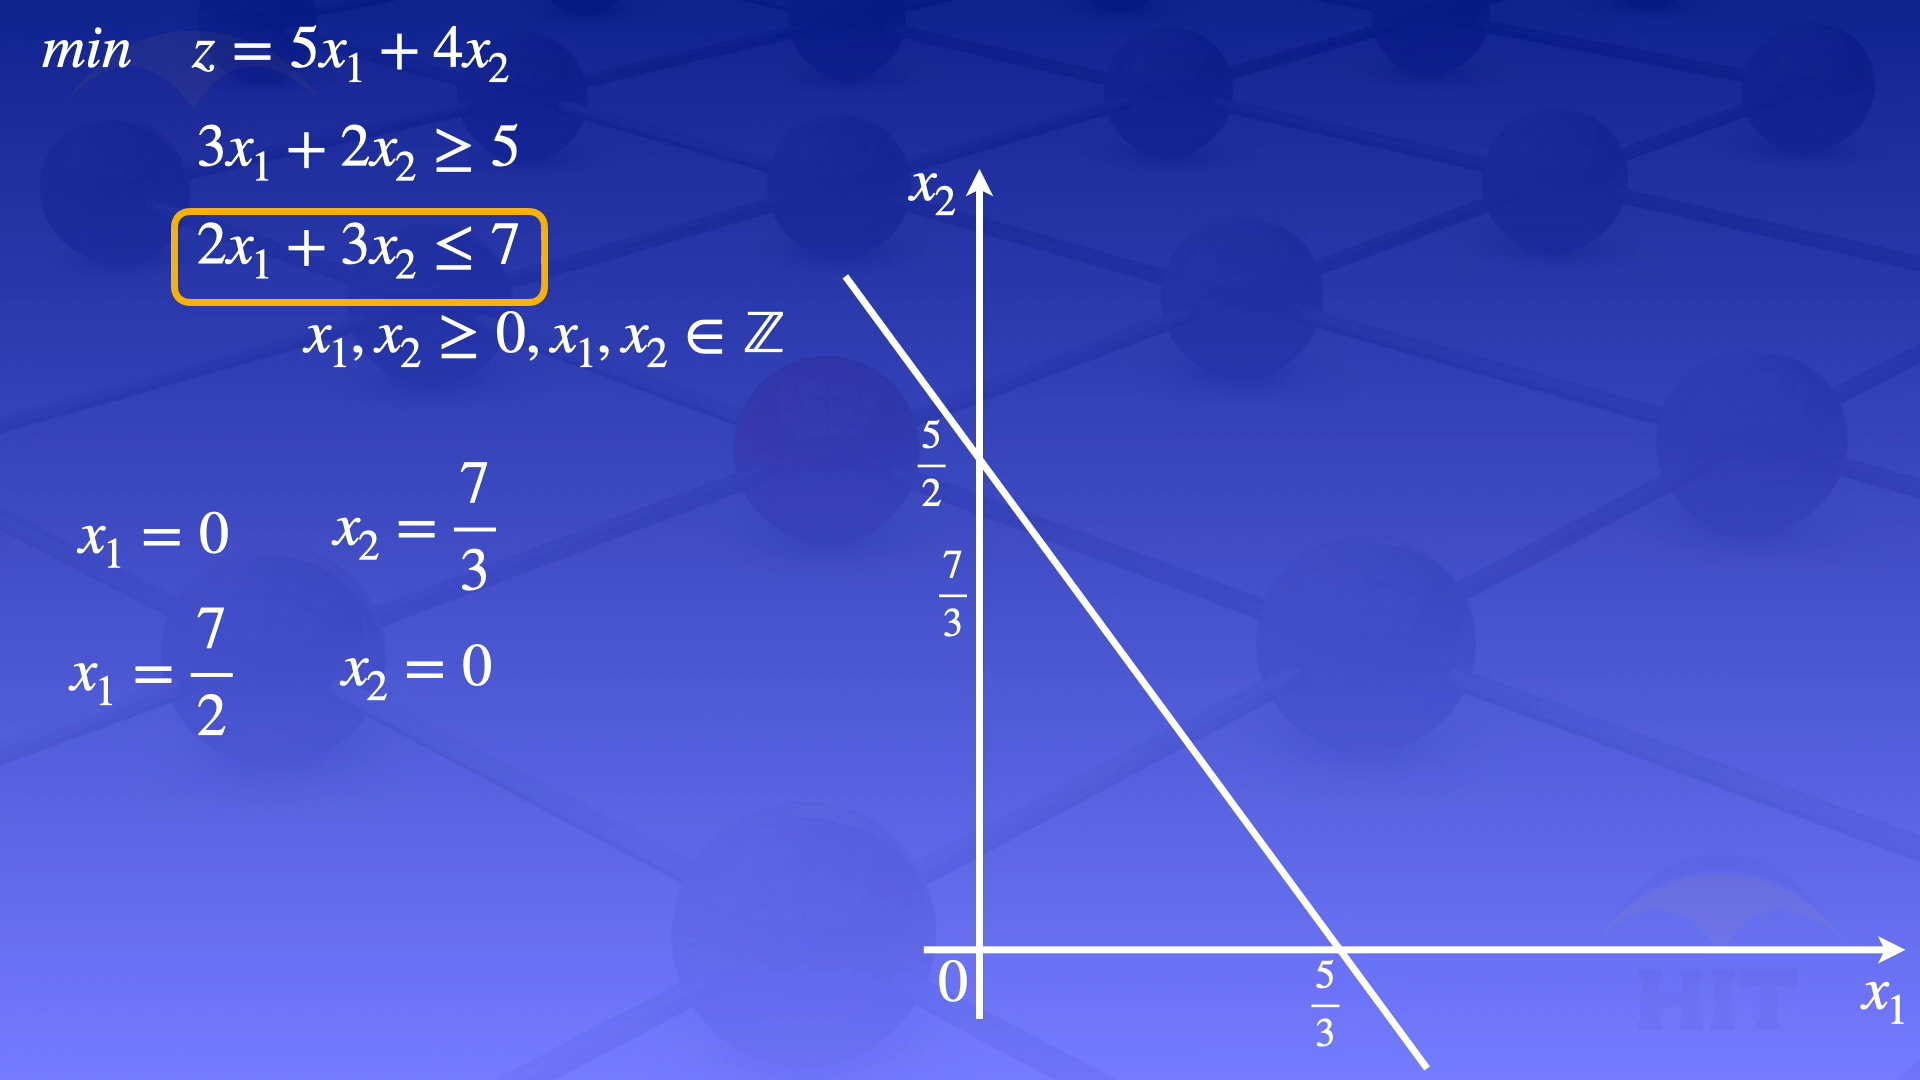 min z = 5x₁ + 4x₂
3x₁ + 2x₂ ≥ 5
2x₁ + 3x₂ ≤ 7
x₁, x₂ ≥ 0, x₁, x₂ ∈ ℤ
x₁ = 0 x₂ = 7/3
x₁ = 7/2 x₂ = 0
x₂
5/2
7/3
0
5/3
x₁
HIT